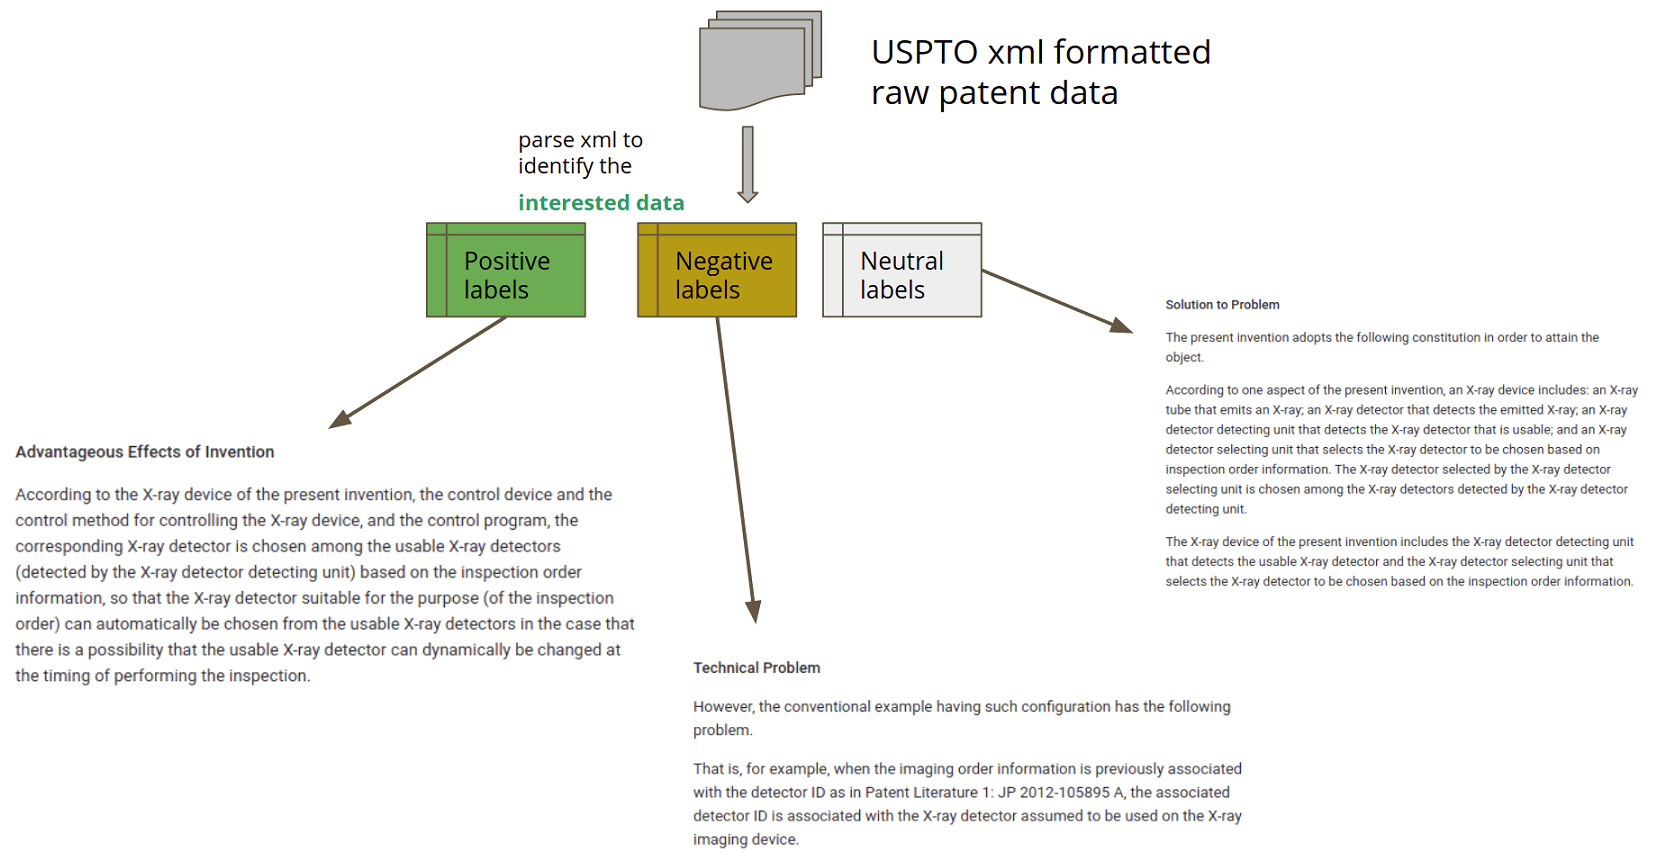 USPTO xml formatted
raw patent data
parse xml to
identify the
interested data
Positive
labels
Negative
labels
Neutral
labels
Solution to Problem
The present invention adopts the following constitution in order to attain the
object.
According to one aspect of the present invention, an X-ray device includes: an X-ray
tube that emits an X-ray; an X-ray detector that detects the emitted X-ray; an X-ray
detector detecting unit that detects the X-ray detector that is usable; and an X-ray
detector selecting unit that selects the X-ray detector to be chosen based on
inspection order information. The X-ray detector selected by the X-ray detector
selecting unit is chosen among the X-ray detectors detected by the X-ray detector
detecting unit.
The X-ray device of the present invention includes the X-ray detector detecting unit
that detects the usable X-ray detector and the X-ray detector selecting unit that
selects the X-ray detector to be chosen based on the inspection order information.
Advantageous Effects of Invention
According to the X-ray device of the present invention, the control device and the
control method for controlling the X-ray device, and the control program, the
corresponding X-ray detector is chosen among the usable X-ray detectors
(detected by the X-ray detector detecting unit) based on the inspection order
information, so that the X-ray detector suitable for the purpose (of the inspection
order) can automatically be chosen from the usable X-ray detectors in the case that
there is a possibility that the usable X-ray detector can dynamically be changed at
the timing of performing the inspection.
Technical Problem
However, the conventional example having such configuration has the following
problem.
That is, for example, when the imaging order information is previously associated
with the detector ID as in Patent Literature 1: JP 2012-105895 A, the associated
detector ID is associated with the X-ray detector assumed to be used on the X-ray
imaging device.